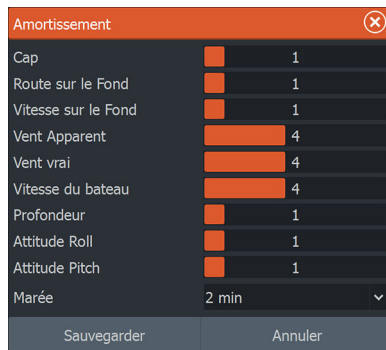 Amortissement
Cap 1
Route sur le Fond 1
Vitesse sur le Fond 1
Vent Apparent 4
Vent vrai 4
Vitesse du bateau 4
Profondeur 1
Attitude Roll 1
Attitude Pitch 1
Marée 2 min
Sauvegarder Annuler